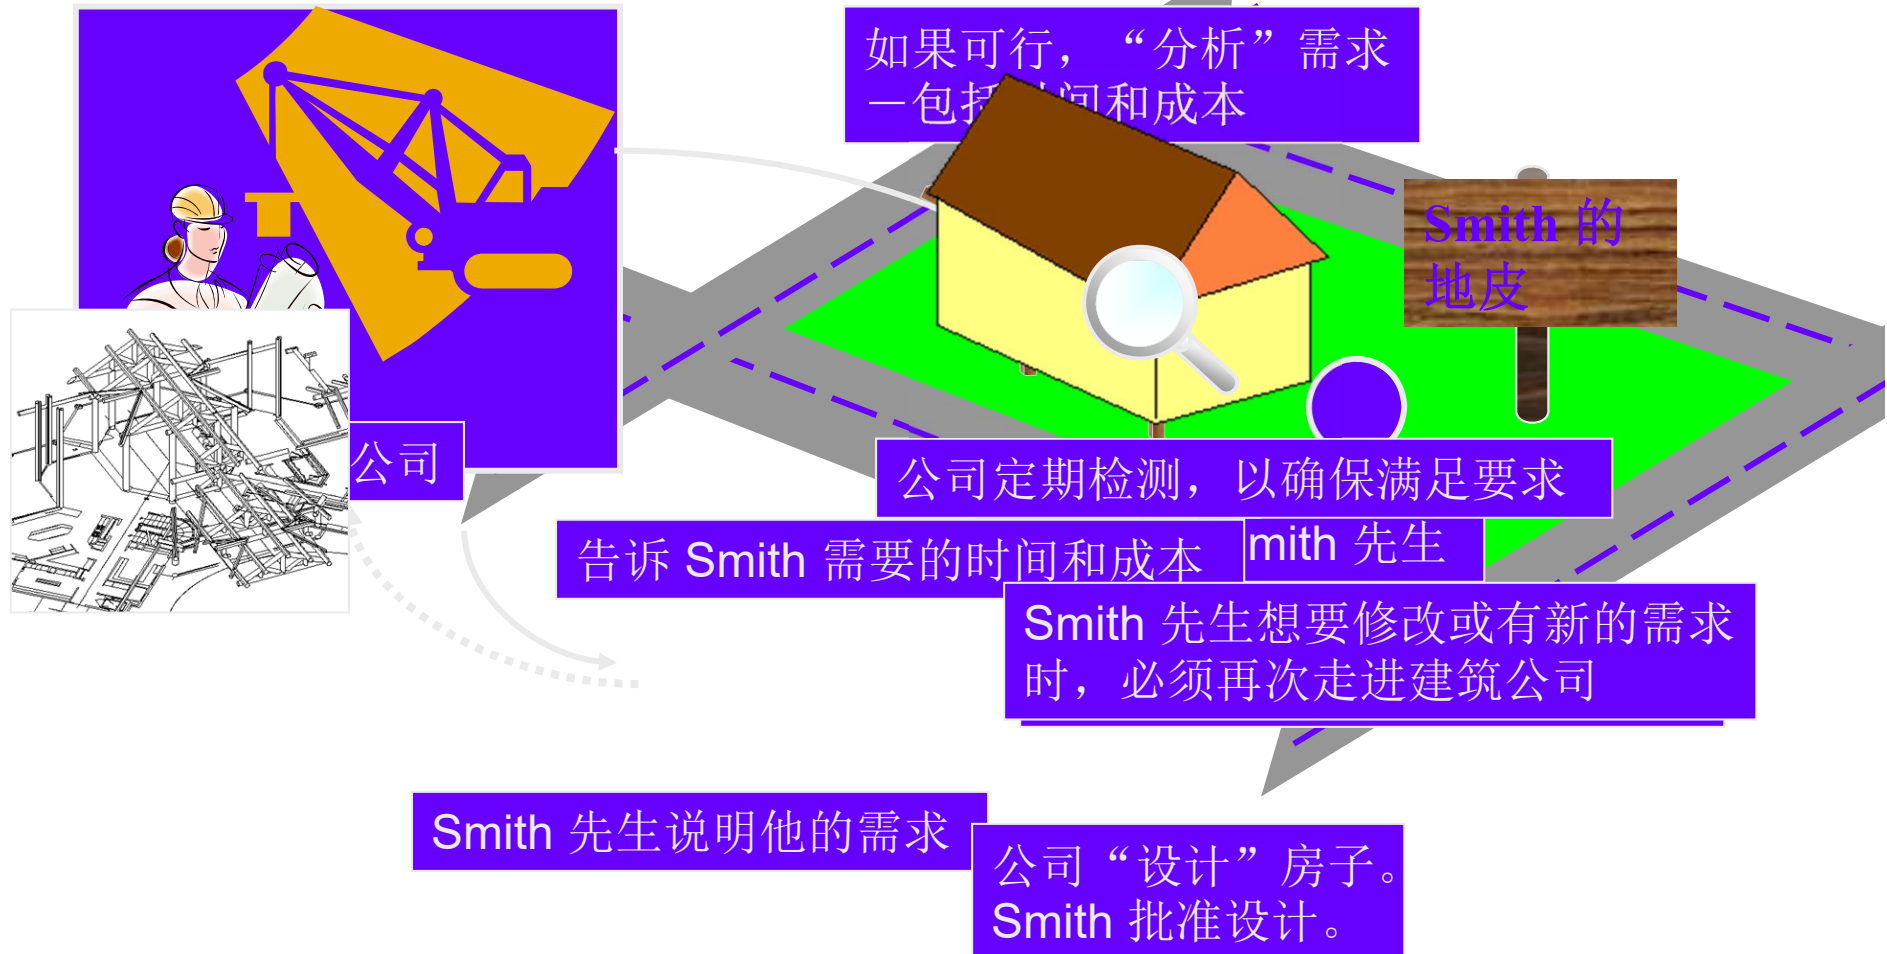 如果可行，“分析”需求
－包括时间和成本
Smith 的
地皮
公司
公司定期检测，以确保满足要求
告诉 Smith 需要的时间和成本
mith 先生
Smith 先生想要修改或有新的需求
时，必须再次走进建筑公司
Smith 先生说明他的需求
公司“设计”房子。
Smith 批准设计。